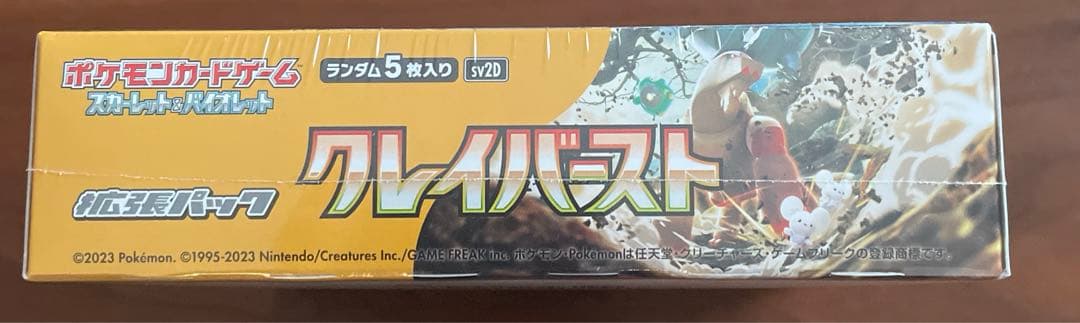 ポケモンカードゲーム
スカーレット&バイオレット
ランダム5枚入り sv2D
クレイバースト
拡張パック
©2023 Pokémon. ©1995-2023 Nintendo/Creatures Inc./GAME FREAK inc. ポケモン・Pokémonは任天堂・クリーチャーズ・ゲームフリークの登録商標です。